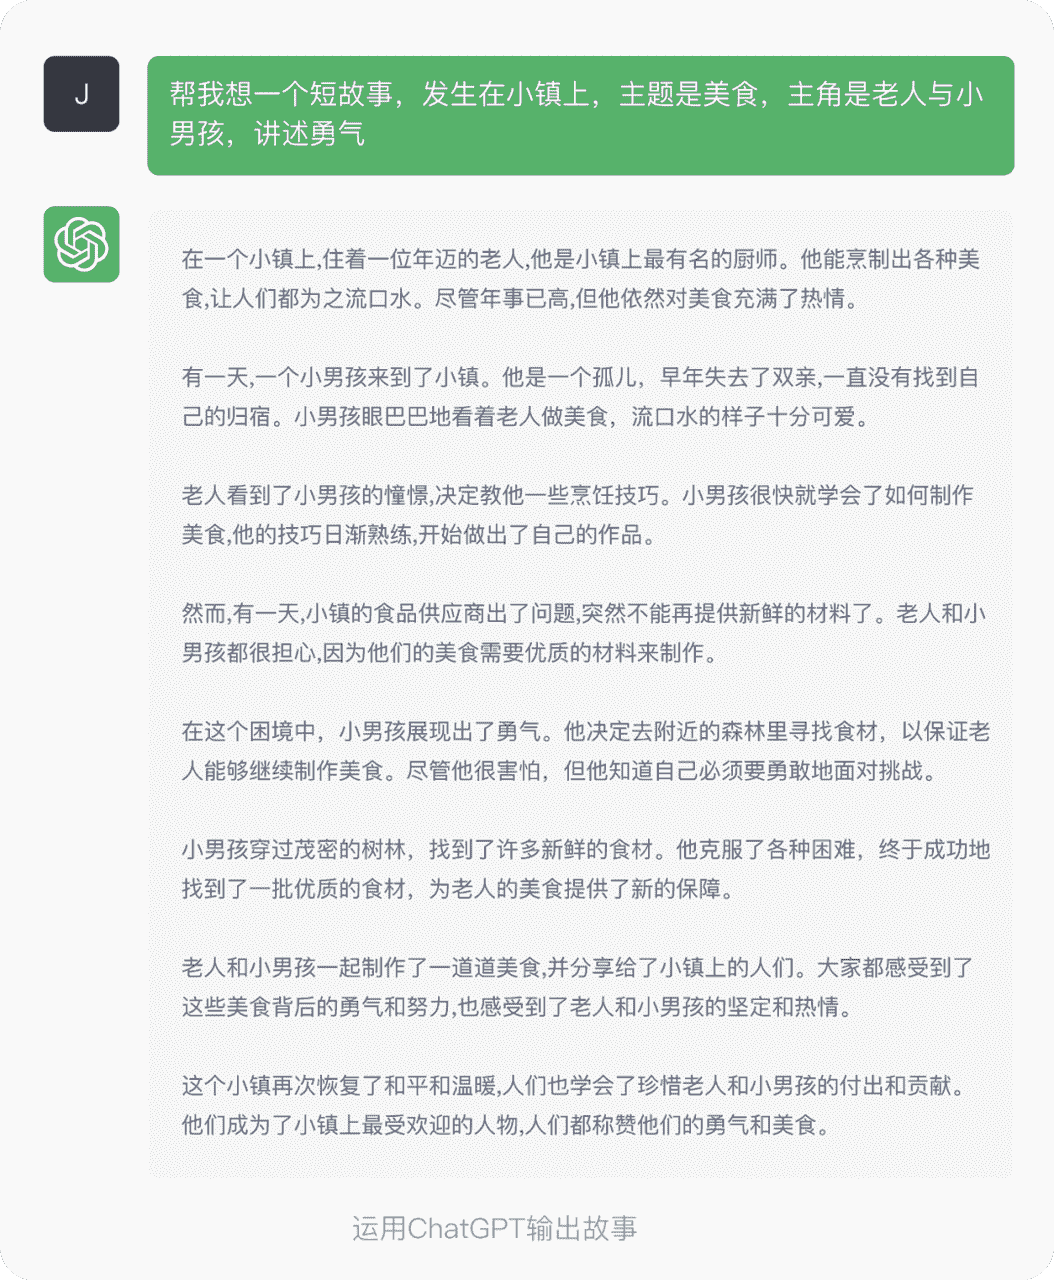 J
帮我想一个短故事，发生在小镇上，主题是美食，主角是老人与小
男孩，讲述勇气
在一个小镇上,住着一位年迈的老人,他是小镇上最有名的厨师。他能烹制出各种美
食,让人们都为之流口水。尽管年事已高,但他依然对美食充满了热情。
有一天,一个小男孩来到了小镇。他是一个孤儿，早年失去了双亲,一直没有找到自
己的归宿。小男孩眼巴巴地看着老人做美食，流口水的样子十分可爱。
老人看到了小男孩的憧憬,决定教他一些烹饪技巧。小男孩很快就学会了如何制作
美食,他的技巧日渐熟练,开始做出了自己的作品。
然而,有一天,小镇的食品供应商出了问题,突然不能再提供新鲜的材料了。老人和小
男孩都很担心,因为他们的美食需要优质的材料来制作。
在这个困境中，小男孩展现出了勇气。他决定去附近的森林里寻找食材，以保证老
人能够继续制作美食。尽管他很害怕，但他知道自己必须要勇敢地面对挑战。
小男孩穿过茂密的树林，找到了许多新鲜的食材。他克服了各种困难，终于成功地
找到了一批优质的食材，为老人的美食提供了新的保障。
老人和小男孩一起制作了一道道美食,并分享给了小镇上的人们。大家都感受到了
这些美食背后的勇气和努力,也感受到了老人和小男孩的坚定和热情。
这个小镇再次恢复了和平和温暖,人们也学会了珍惜老人和小男孩的付出和贡献。
他们成为了小镇上最受欢迎的人物,人们都称赞他们的勇气和美食。
运用ChatGPT输出故事